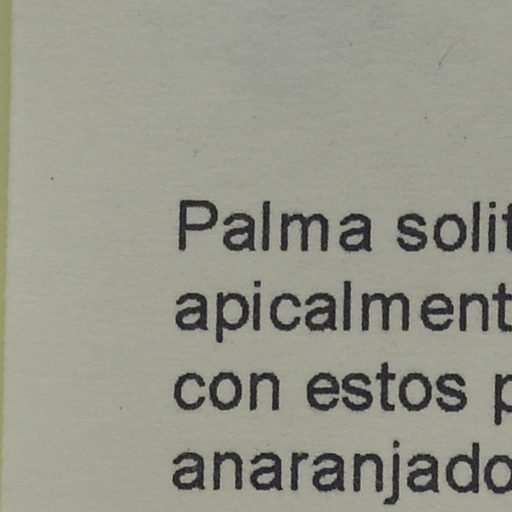 Palma solit
apicalment
con estos p
anaranjado